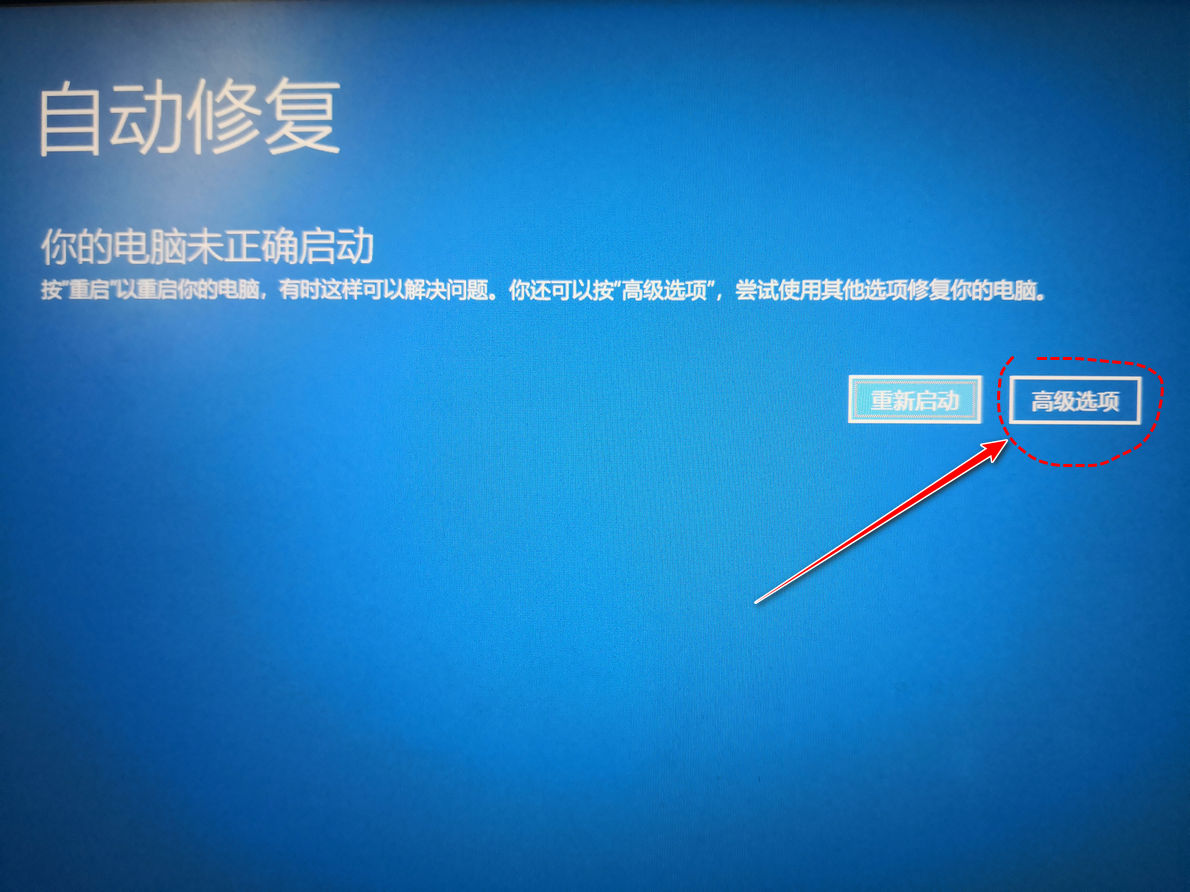 自动修复
你的电脑未正确启动
按"重启"以重启你的电脑，有时这样可以解决问题。你还可以按"高级选项"，尝试使用其他选项修复你的电脑。
重新启动 高级选项